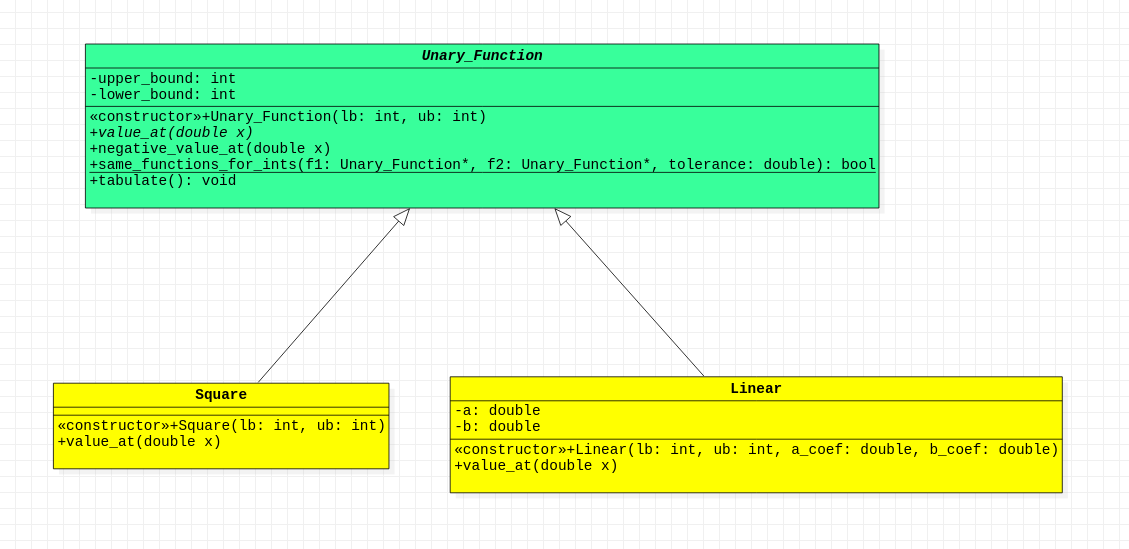 Unary_Function
-upper_bound: int
-lower_bound: int
«constructor»+Unary_Function(lb: int, ub: int)
+value_at(double x)
+negative_value_at(double x)
+same_functions_for_ints(f1: Unary_Function*, f2: Unary_Function*, tolerance: double): bool
+tabulate(): void
Square
«constructor»+Square(lb: int, ub: int)
+value_at(double x)
Linear
-a: double
-b: double
«constructor»+Linear(lb: int, ub: int, a_coef: double, b_coef: double)
+value_at(double x)